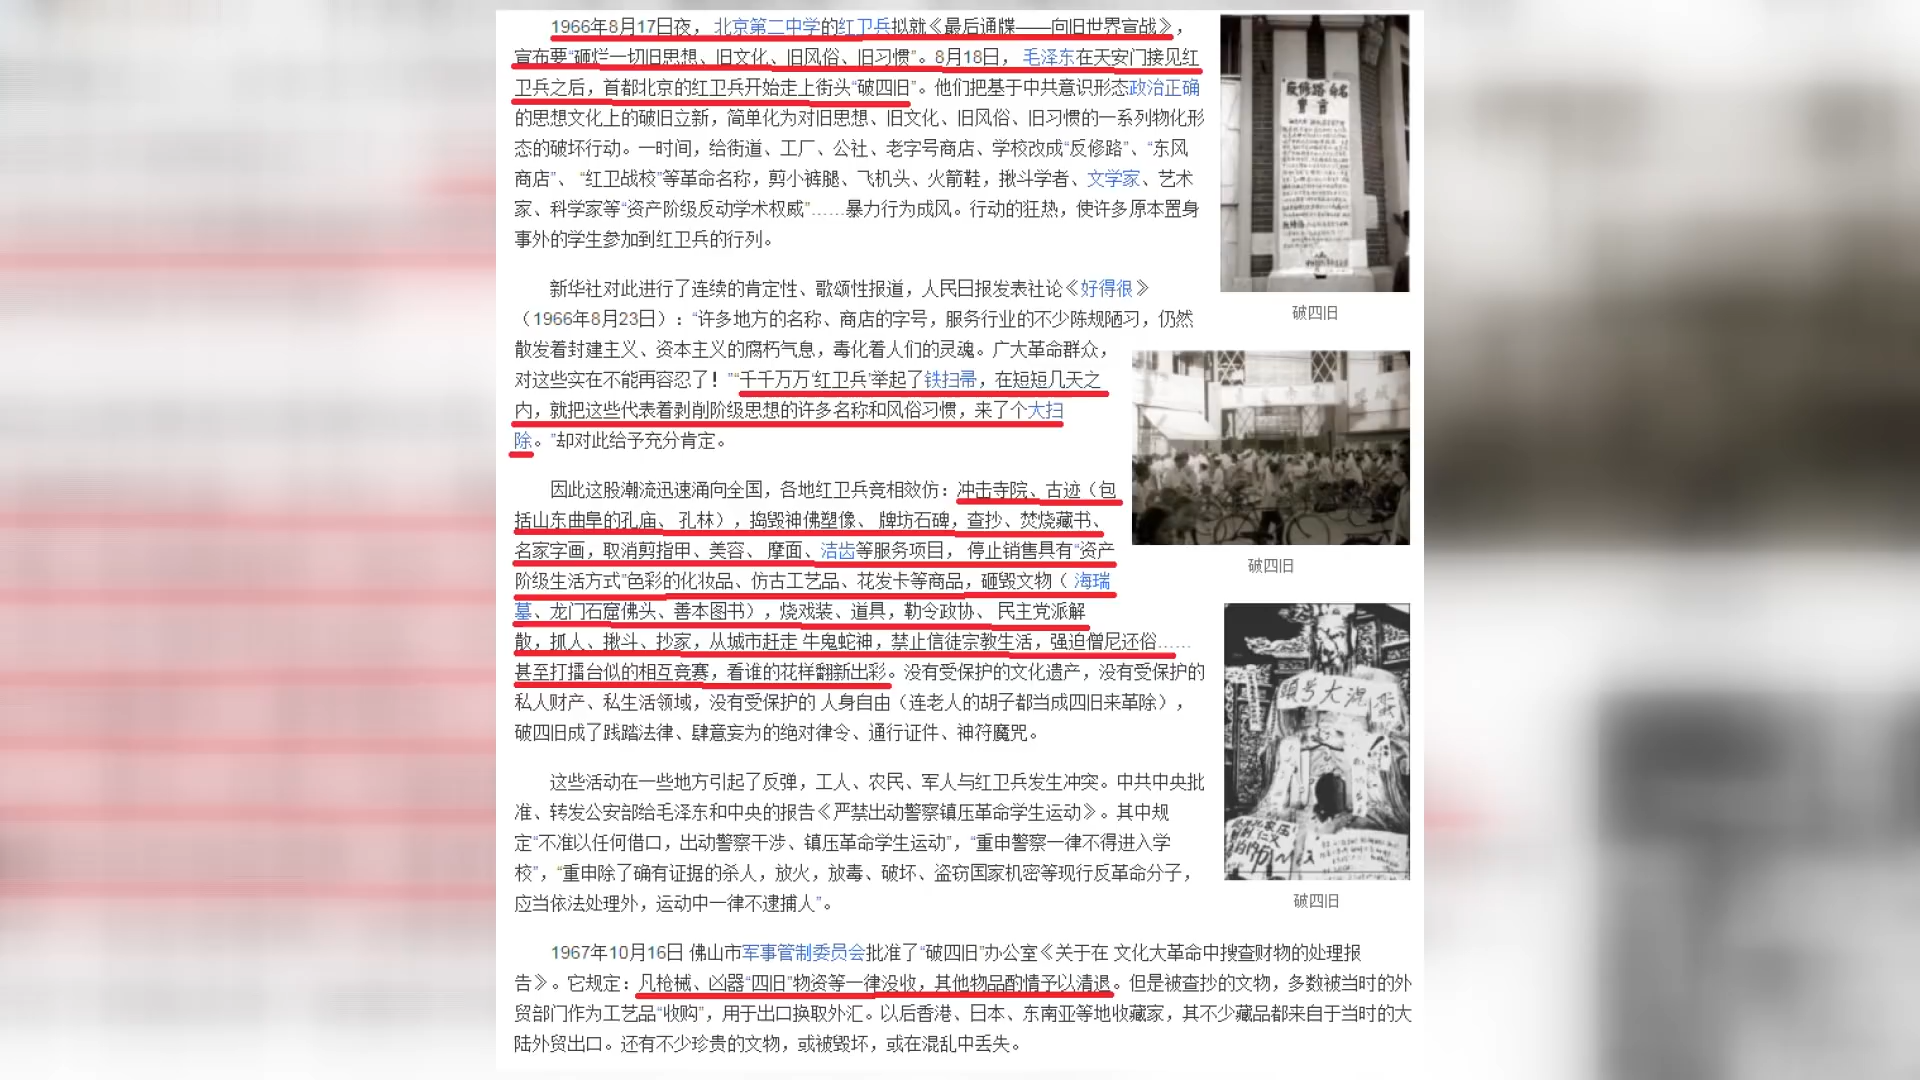 1966年8月17日夜， 北京第二中学的红卫兵拟就《最后通牒——向旧世界宣战》，
宣布要“砸烂一切旧思想、旧文化、旧风俗、旧习惯”。8月18日， 毛泽东在天安门接见红
卫兵之后，首都北京的红卫兵开始走上街头“破四旧”。他们把基于中共意识形态政治正确
的思想文化上的破旧立新，简单化为对旧思想、旧文化、旧风俗、旧习惯的一系列物化形
态的破坏行动。一时间，给街道、工厂、公社、老字号商店、学校改成“反修路”、“东风
商店”、 “红卫战校”等革命名称，剪小裤腿、飞机头、火箭鞋，揪斗学者、文学家、艺术
家、科学家等“资产阶级反动学术权威”……暴力行为成风。行动的狂热，使许多原本置身
事外的学生参加到红卫兵的行列。
破四旧
新华社对此进行了连续的肯定性、歌颂性报道，人民日报发表社论《好得很》
（1966年8月23日）：“许多地方的名称、商店的字号，服务行业的不少陈规陋习，仍然
散发着封建主义、资本主义的腐朽气息，毒化着人们的灵魂。广大革命群众，
对这些实在不能再容忍了！”“千千万万‘红卫兵’举起了铁扫帚，在短短几天之
内，就把这些代表着剥削阶级思想的许多名称和风俗习惯，来了个大扫
除。”却对此给予充分肯定。
因此这股潮流迅速涌向全国，各地红卫兵竞相效仿：冲击寺院、古迹（包
括山东曲阜的孔庙、 孔林），捣毁神佛塑像、 牌坊石碑，查抄、焚烧藏书、
名家字画，取消剪指甲、美容、 摩面、洁齿等服务项目， 停止销售具有“资产
阶级生活方式”色彩的化妆品、仿古工艺品、花发卡等商品，砸毁文物（ 海瑞
墓、龙门石窟佛头、善本图书），烧戏装、道具，勒令政协、 民主党派解
散，抓人、揪斗、抄家，从城市赶走 牛鬼蛇神，禁止信徒宗教生活，强迫僧尼还俗……
甚至打擂台似的相互竞赛，看谁的花样翻新出彩。没有受保护的文化遗产，没有受保护的
私人财产、私生活领域，没有受保护的 人身自由（连老人的胡子都当成四旧来革除），
破四旧成了践踏法律、肆意妄为的绝对律令、通行证件、神符魔咒。
破四旧
这些活动在一些地方引起了反弹，工人、农民、军人与红卫兵发生冲突。中共中央批
准、转发公安部给毛泽东和中央的报告《严禁出动警察镇压革命学生运动》。其中规
定“不准以任何借口，出动警察干涉、镇压革命学生运动”，“重申警察一律不得进入学
校”，“重申除了确有证据的杀人，放火，放毒、破坏、盗窃国家机密等现行反革命分子，
应当依法处理外，运动中一律不逮捕人”。
頭号大混蛋
破四旧
1967年10月16日 佛山市军事管制委员会批准了“破四旧”办公室《关于在 文化大革命中搜查财物的处理报
告》。它规定：凡枪械、凶器“四旧”物资等一律没收，其他物品酌情予以清退。但是被查抄的文物，多数被当时的外
贸部门作为工艺品“收购”，用于出口换取外汇。以后香港、日本、东南亚等地收藏家，其不少藏品都来自于当时的大
陆外贸出口。还有不少珍贵的文物，或被毁坏，或在混乱中丢失。